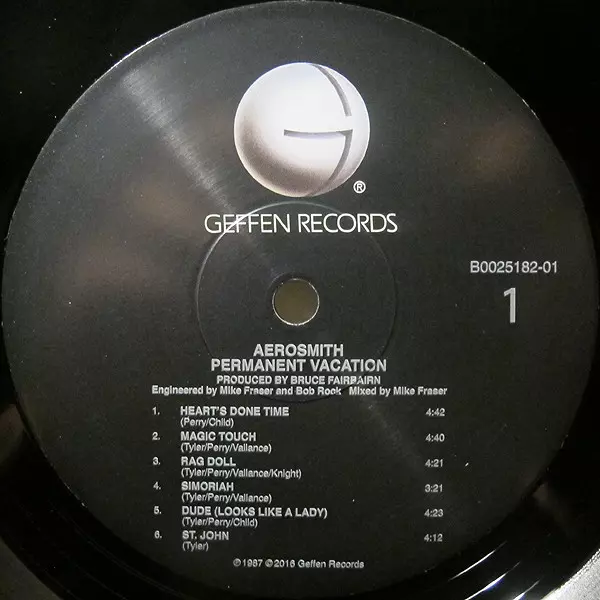 ®
GEFFEN RECORDS
B0025182-01
1
AEROSMITH
PERMANENT VACATION
PRODUCED BY BRUCE FAIRBAIRN
Engineered by Mike Fraser and Bob Rock Mixed by Mike Fraser
1. HEART'S DONE TIME 4:42
(Perry/Child)
2. MAGIC TOUCH 4:40
(Tyler/Perry/Vallance)
3. RAG DOLL 4:21
(Tyler/Perry/Vallance/Knight)
4. SIMORIAH 3:21
(Tyler/Perry/Vallance)
5. DUDE (LOOKS LIKE A LADY) 4:23
(Tyler/Perry/Child)
6. ST. JOHN 4:12
(Tyler)
℗1987 ©2016 Geffen Records